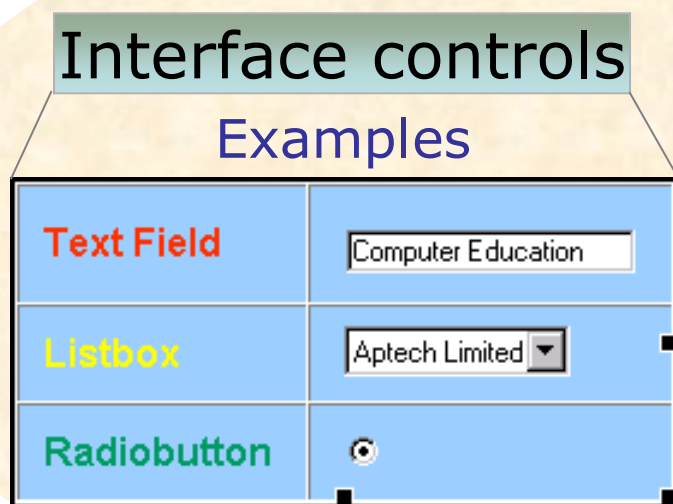 Interface controls
Examples
Text Field
Computer Education
Listbox
Aptech Limited
Radiobutton